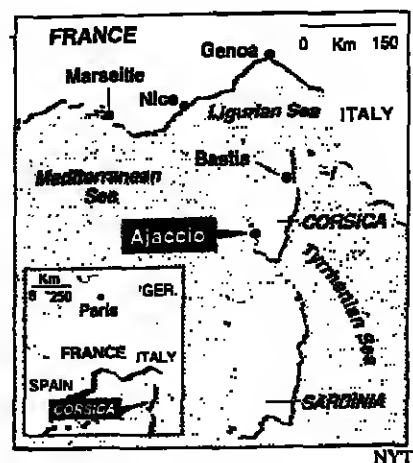 FRANCE
Genoa
0 Km 150
Marseille
Nice
Ligurian Sea
ITALY
Bastia
Mediterranean
Sea
CORSICA
Ajaccio
Tyrrhenian Sea
Km
0 250
GER.
Paris
FRANCE
ITALY
SPAIN
CORSICA
SARDINIA
NYT